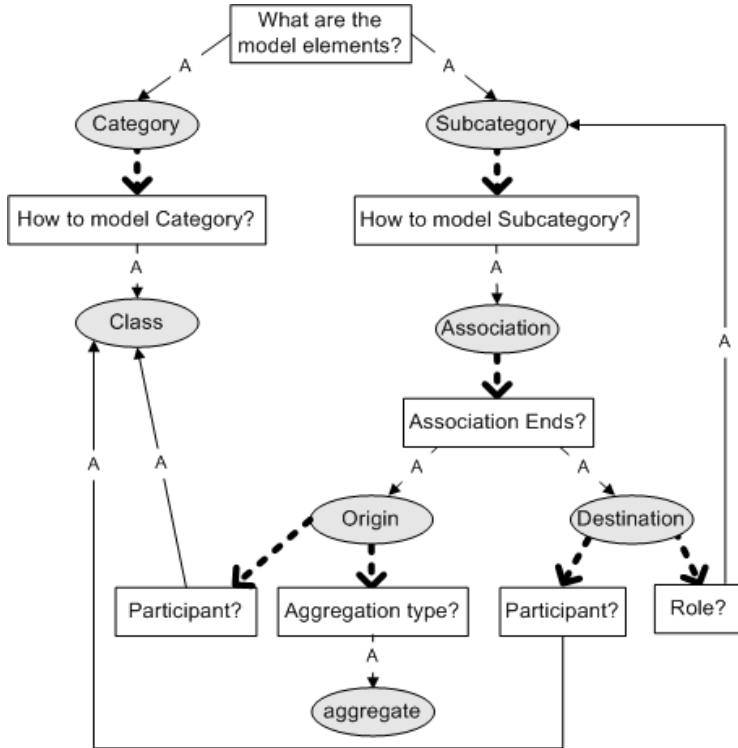 What are the
model elements?
A
A
Category
Subcategory
How to model Category?
How to model Subcategory?
A
A
Class
Association
A
Association Ends?
A
A
A
A
Origin
Destination
Participant?
Aggregation type?
Participant?
Role?
A
aggregate